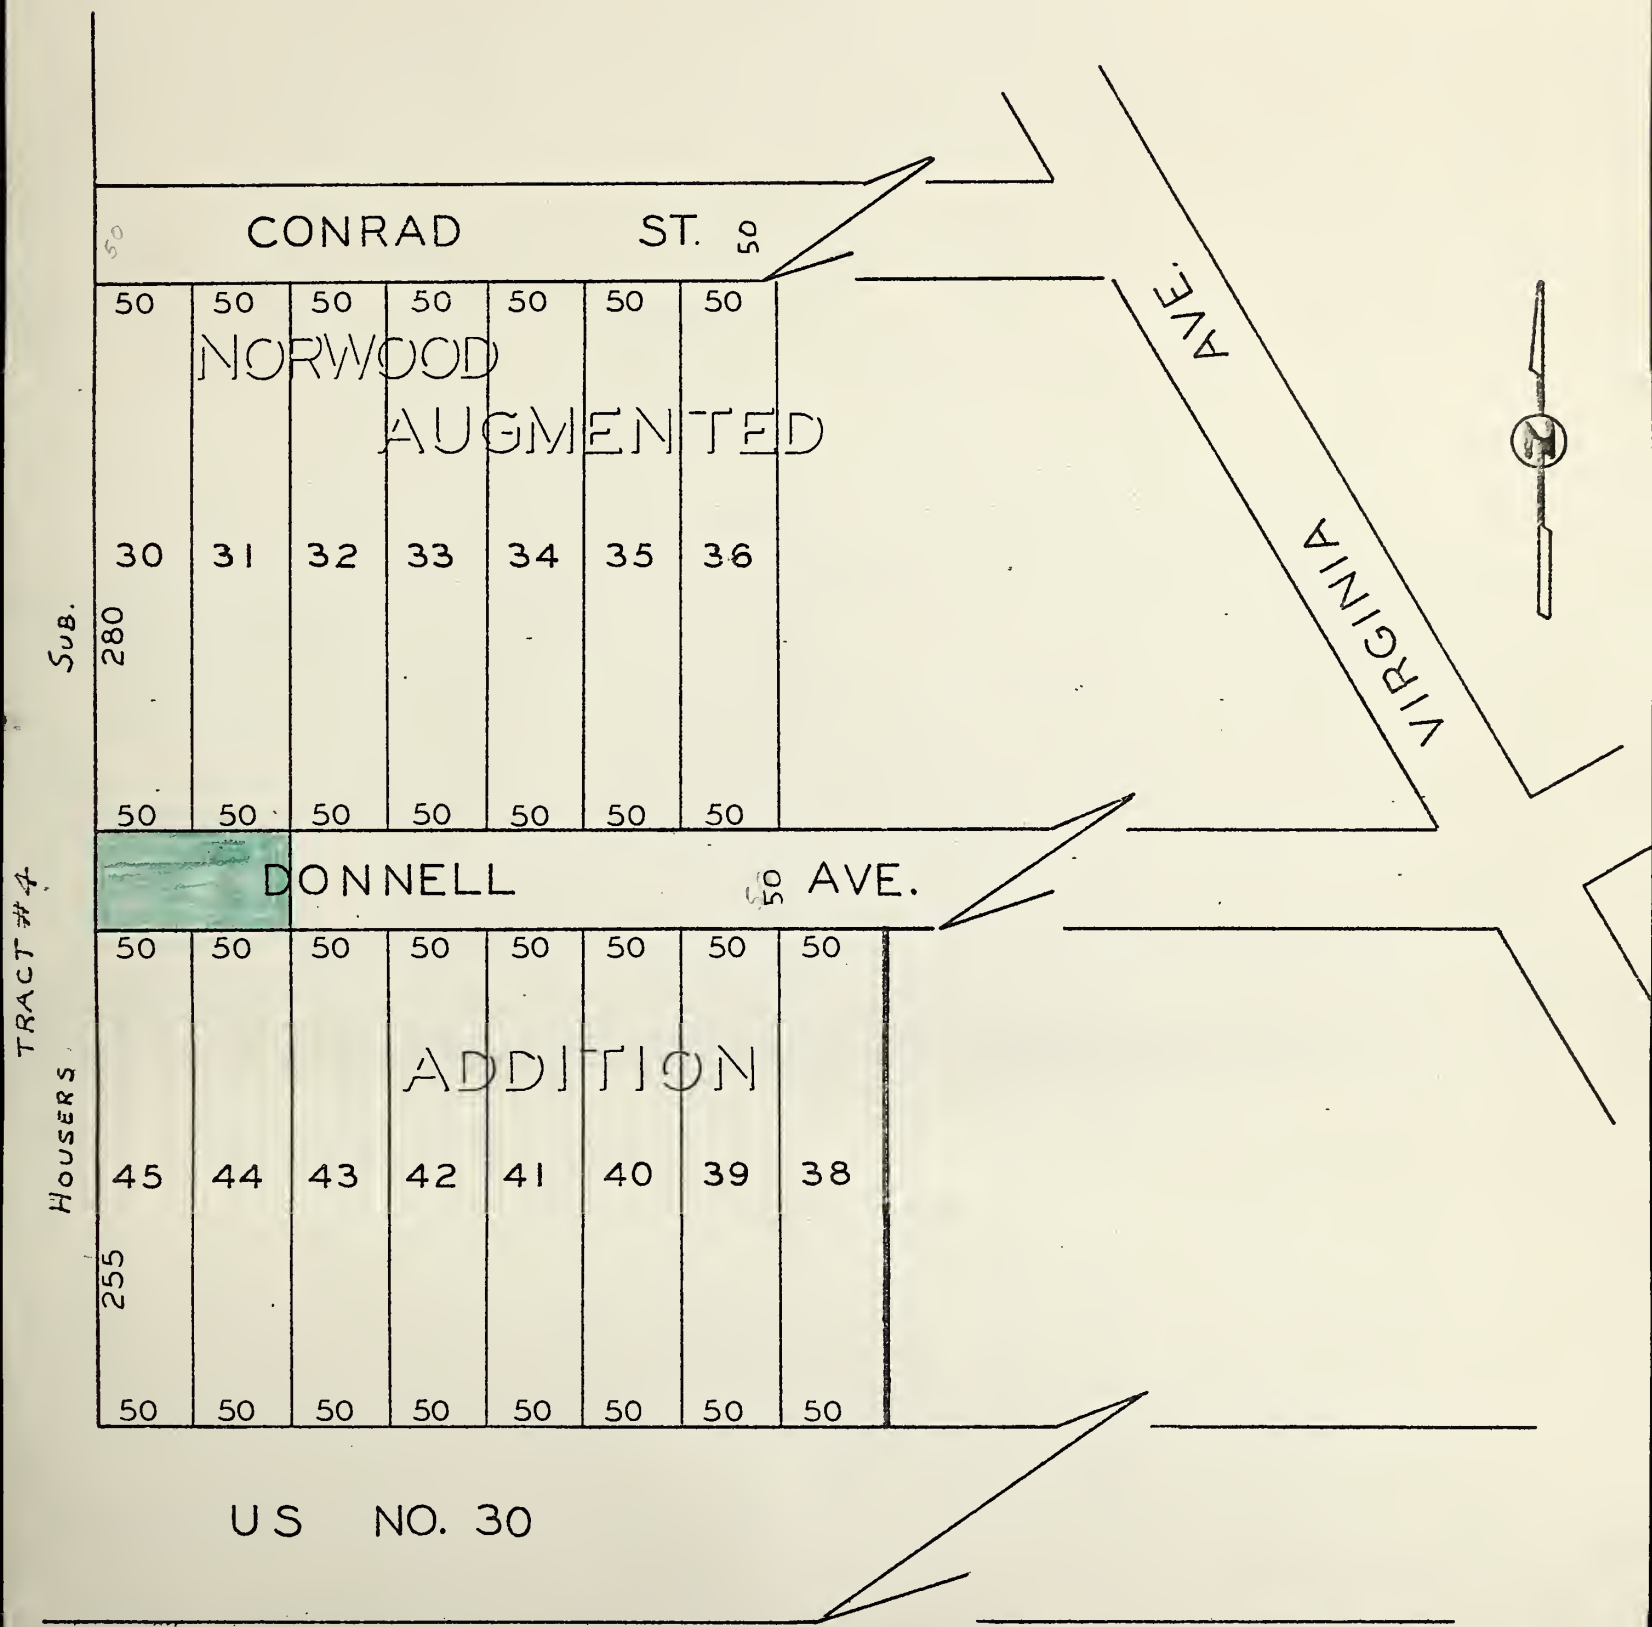 50 CONRAD ST. 50
50 50 50 50 50 50 50
NORWOOD
AUGMENTED
30 31 32 33 34 35 36
280
50 50 50 50 50 50 50
DONNELL 50 AVE.
50 50 50 50 50 50 50 50
ADDITION
45 44 43 42 41 40 39 38
255
50 50 50 50 50 50 50 50
US NO. 30
HOUSERS SUB.
TRACT #4
VIRGINIA AVE.
N